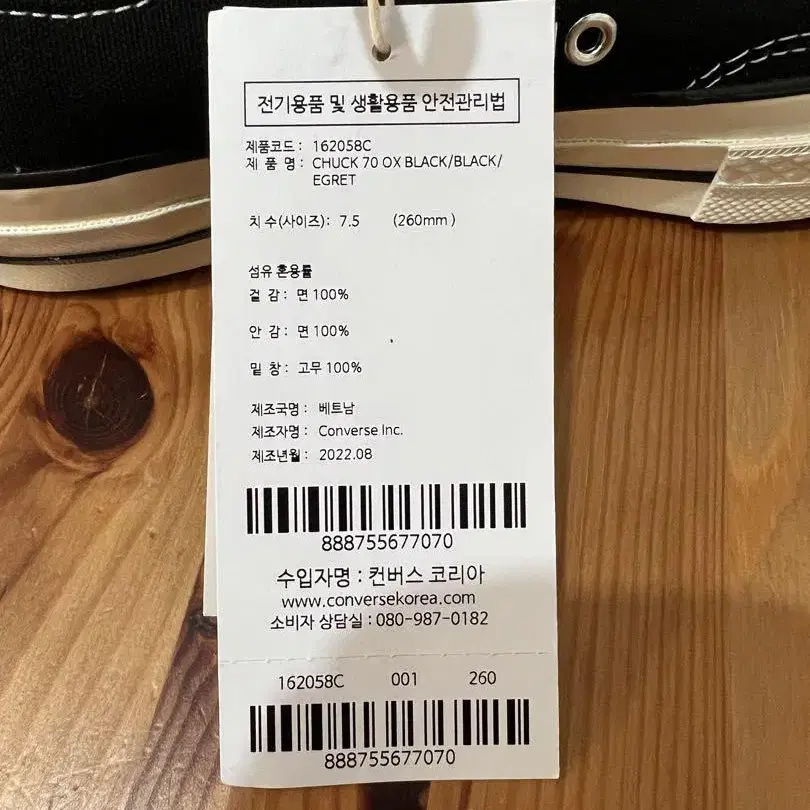 전기용품 및 생활용품 안전관리법
제품코드 : 162058C
제 품 명 : CHUCK 70 OX BLACK/BLACK/
EGRET
치 수(사이즈) : 7.5 (260mm )
섬유 혼용률
겉 감 : 면 100%
안 감 : 면 100%
밑 창 : 고무 100%
제조국명 : 베트남
제조자명 : Converse Inc.
제조년월 : 2022.08
888755677070
수입자명 : 컨버스 코리아
www.conversekorea.com
소비자 상담실 : 080-987-0182
162058C 001 260
888755677070